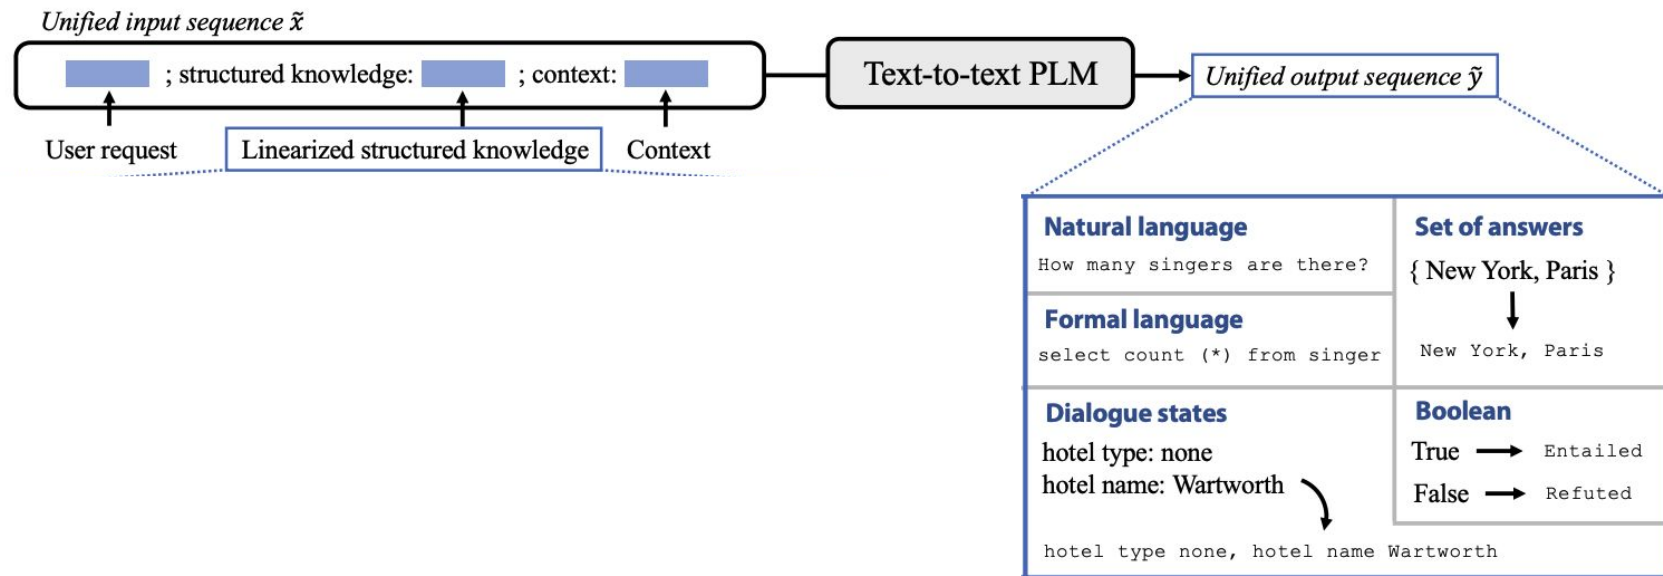 Unified input sequence x̃
; structured knowledge: ; context:
User request
Linearized structured knowledge
Context
Text-to-text PLM
Unified output sequence ỹ
Natural language
How many singers are there?
Formal language
select count (*) from singer
Set of answers
{ New York, Paris }
New York, Paris
Dialogue states
hotel type: none
hotel name: Wartworth
hotel type none, hotel name Wartworth
Boolean
True Entailed
False Refuted